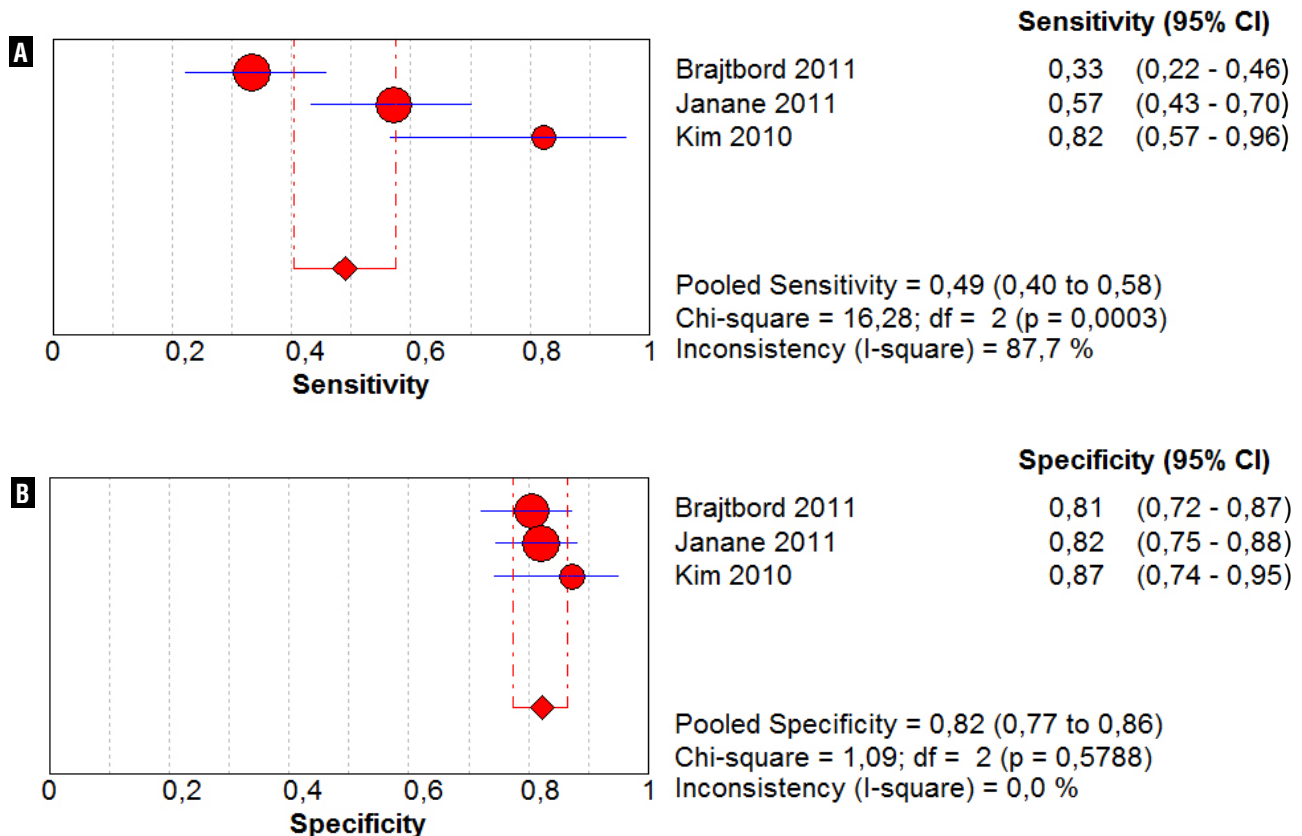 A
Sensitivity (95% CI)
Brajtbord 2011 0,33 (0,22 - 0,46)
Janane 2011 0,57 (0,43 - 0,70)
Kim 2010 0,82 (0,57 - 0,96)
Pooled Sensitivity = 0,49 (0,40 to 0,58)
Chi-square = 16,28; df = 2 (p = 0,0003)
Inconsistency (I-square) = 87,7 %
0 0,2 0,4 0,6 0,8 1
Sensitivity
B
Specificity (95% CI)
Brajtbord 2011 0,81 (0,72 - 0,87)
Janane 2011 0,82 (0,75 - 0,88)
Kim 2010 0,87 (0,74 - 0,95)
Pooled Specificity = 0,82 (0,77 to 0,86)
Chi-square = 1,09; df = 2 (p = 0,5788)
Inconsistency (I-square) = 0,0 %
0 0,2 0,4 0,6 0,8 1
Specificity